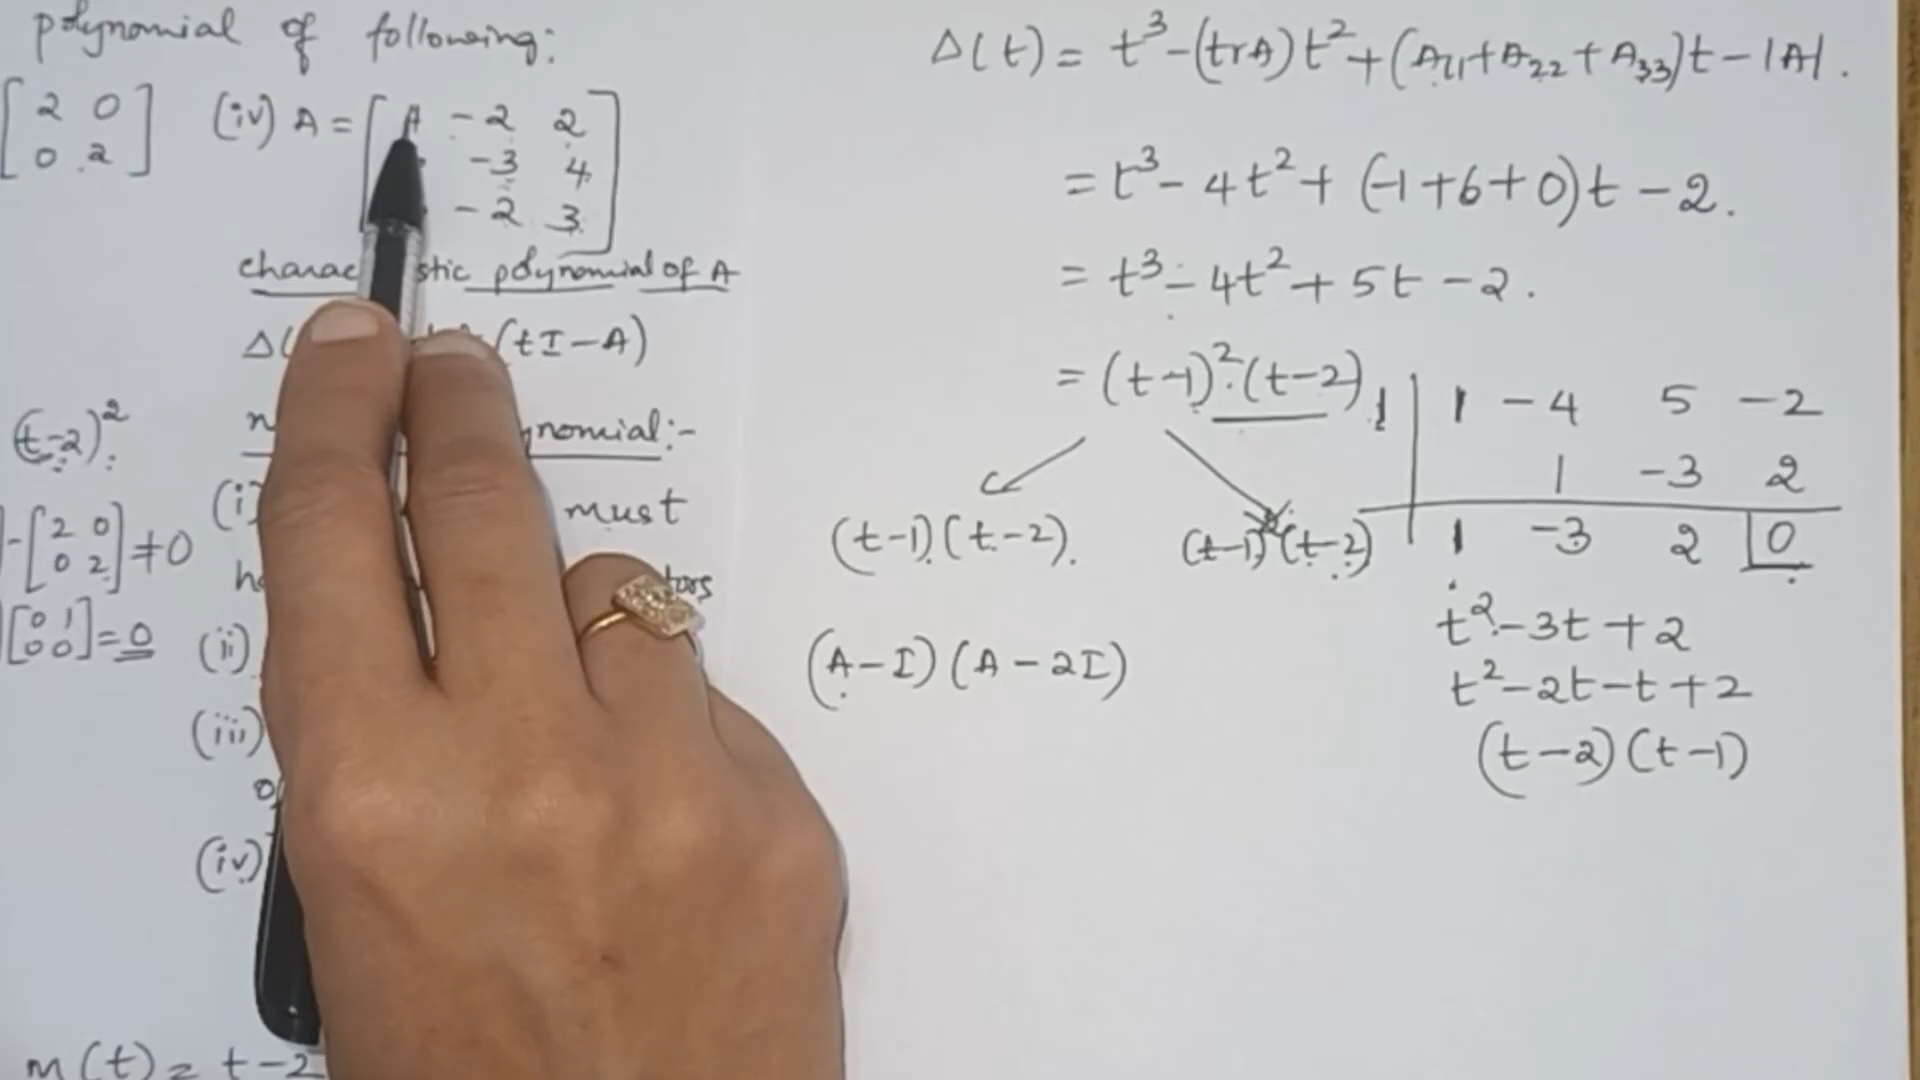 polynomial of following:
[2 0
0 2]
(iv) A = [4 -2 2
-3 4
-2 3]
polynomial of A
(tI-A)
(t-2)²
(i) must
-[2 0
0 2] ≠0
[0 1
0 0]=0
(ii)
(iii)
(iv)
m(t) = t-2
Δ(t) = t³-(trA)t²+(A₁₁+A₂₂+A₃₃)t-|A|.
= t³-4t²+(-1+6+0)t-2.
= t³-4t²+5t-2.
= (t-1)²(t-2)
1 | 1 -4 5 -2
1 -3 2
1 -3 2 |0
(t-1)(t-2). (t-1)²(t-2)
t²-3t+2
(A-I)(A-2I)
t²-2t-t+2
(t-2)(t-1)